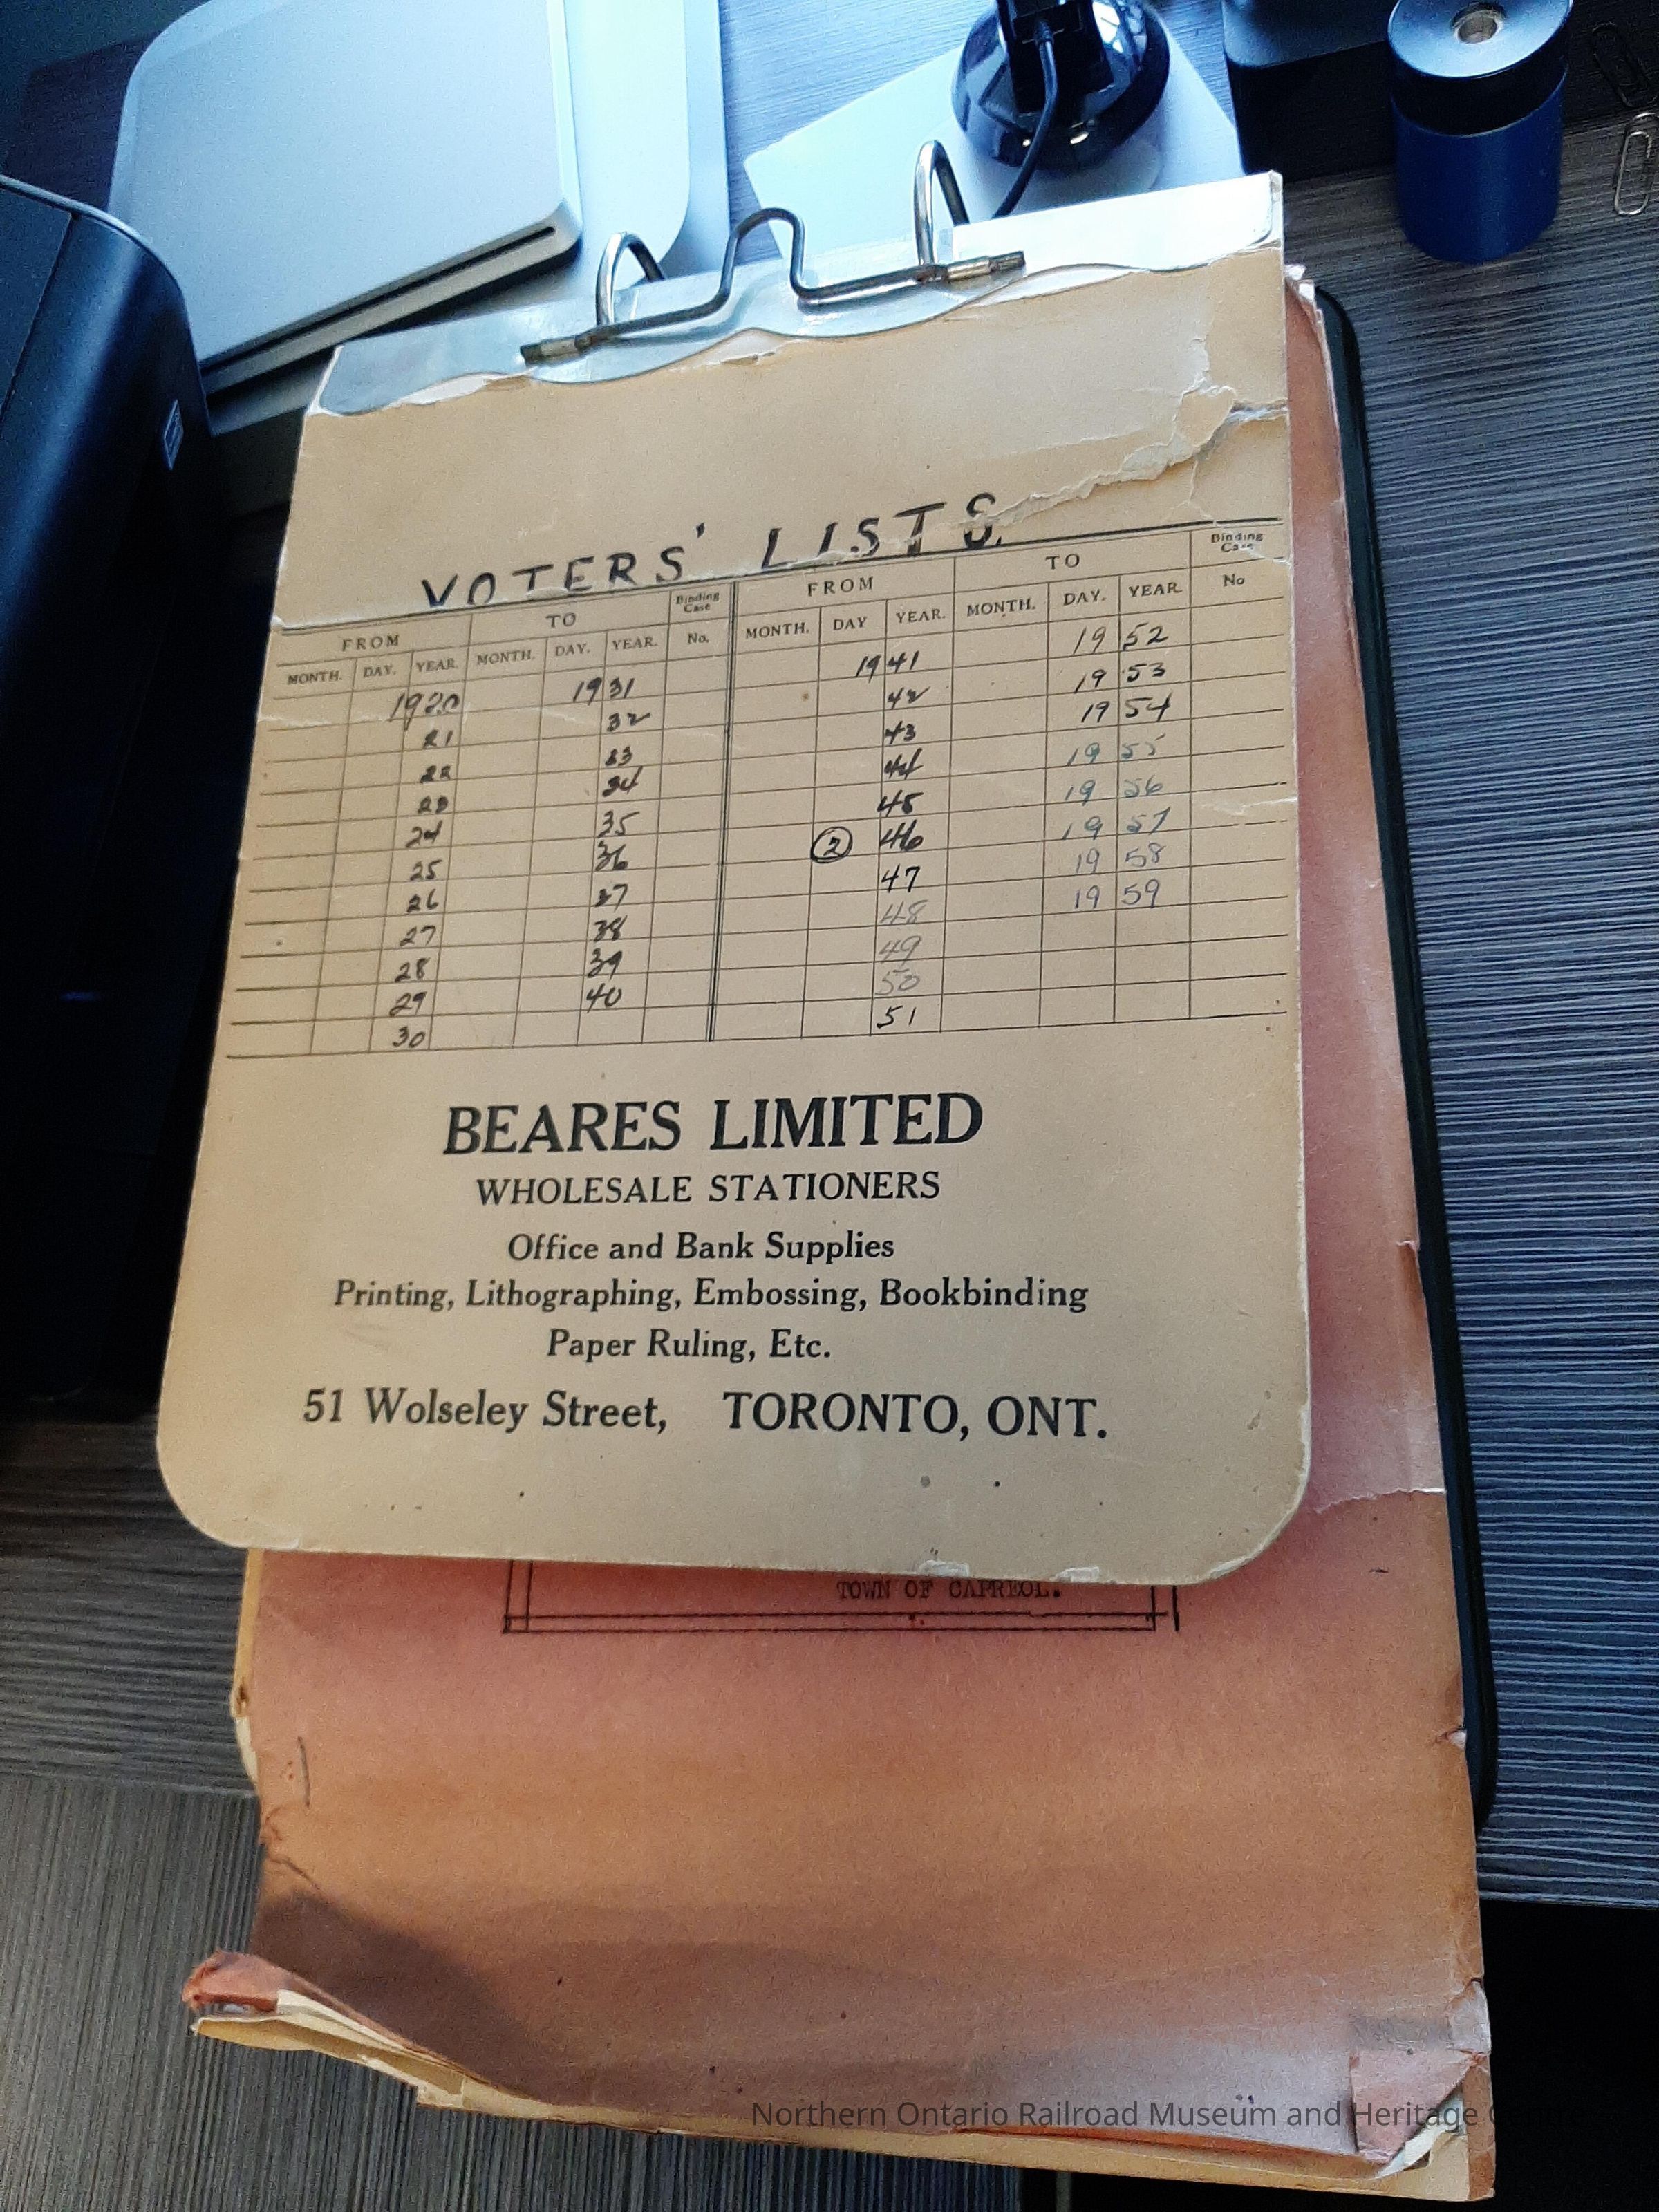 VOTERS' LISTS.
FROM TO Binding Case No. FROM TO Binding Case No
MONTH. DAY. YEAR. MONTH. DAY. YEAR. MONTH. DAY YEAR. MONTH. DAY. YEAR.
1920 1931 1941 1952
21 32 42 1953
22 33 43 1954
23 34 44 1955
24 35 45 1956
25 36 2 46 1957
26 37 47 1958
27 38 48 1959
28 39 49
29 40 50
30 51
BEARES LIMITED
WHOLESALE STATIONERS
Office and Bank Supplies
Printing, Lithographing, Embossing, Bookbinding
Paper Ruling, Etc.
51 Wolseley Street, TORONTO, ONT.
TOWN OF CAPREOL.
Northern Ontario Railroad Museum and Heritage Centre